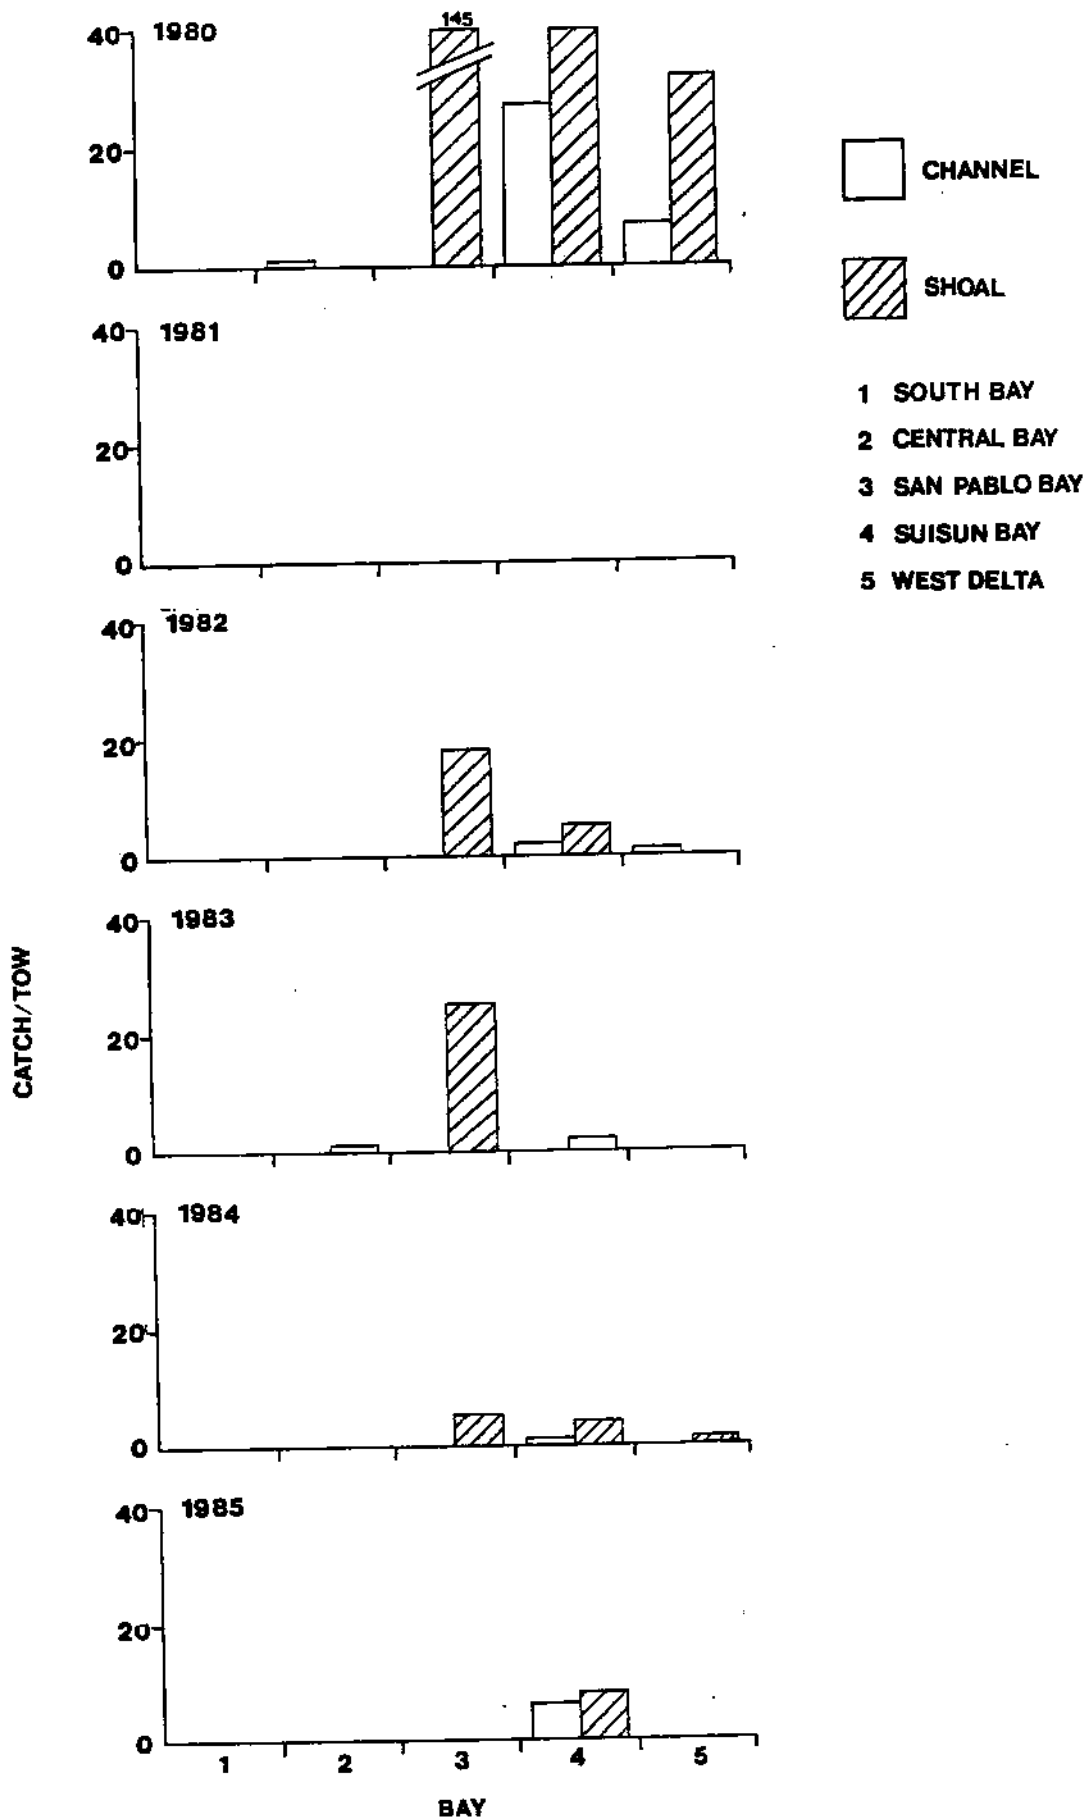 145
40 1980
20
0
CHANNEL
SHOAL
1 SOUTH BAY
2 CENTRAL BAY
3 SAN PABLO BAY
4 SUISUN BAY
5 WEST DELTA
40 1981
20
0
40 1982
20
0
CATCH/TOW
40 1983
20
0
40 1984
20
0
40 1985
20
0
1 2 3 4 5
BAY